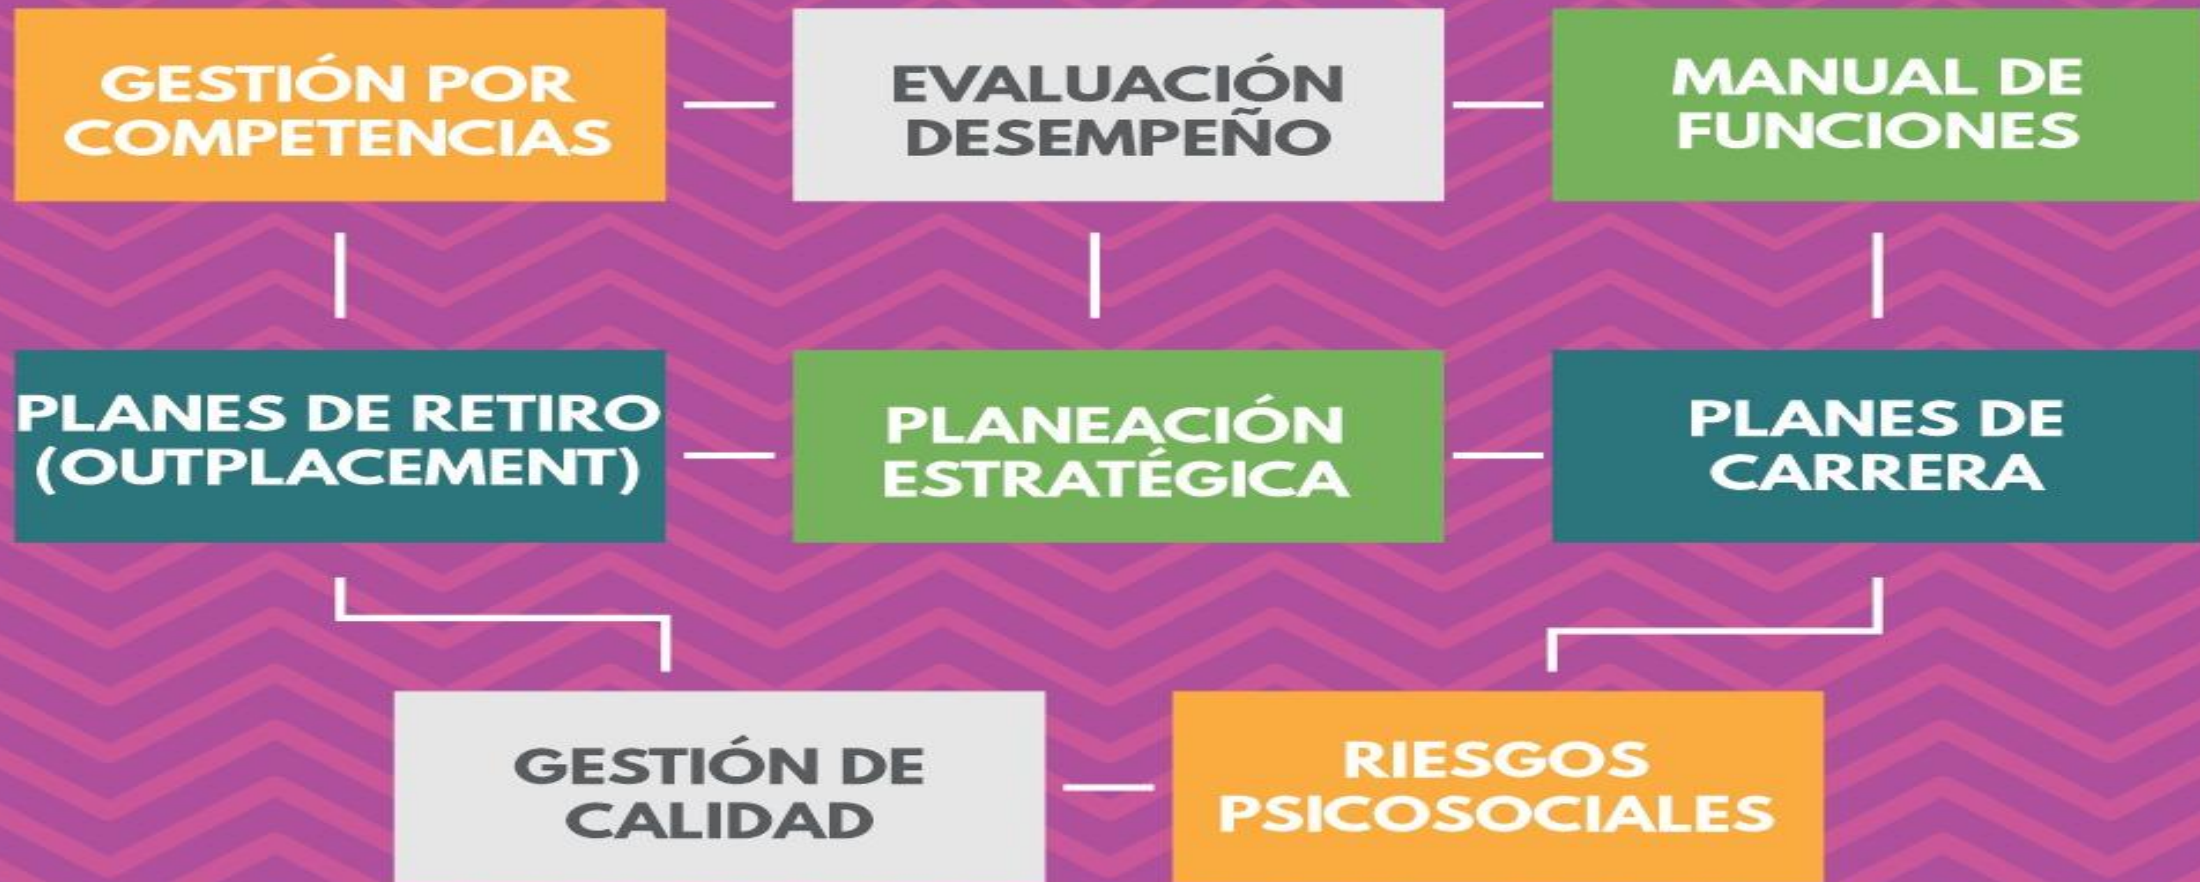 GESTIÓN POR
COMPETENCIAS
EVALUACIÓN
DESEMPEÑO
MANUAL DE
FUNCIONES
PLANES DE RETIRO
(OUTPLACEMENT)
PLANEACIÓN
ESTRATÉGICA
PLANES DE
CARRERA
GESTIÓN DE
CALIDAD
RIESGOS
PSICOSOCIALES